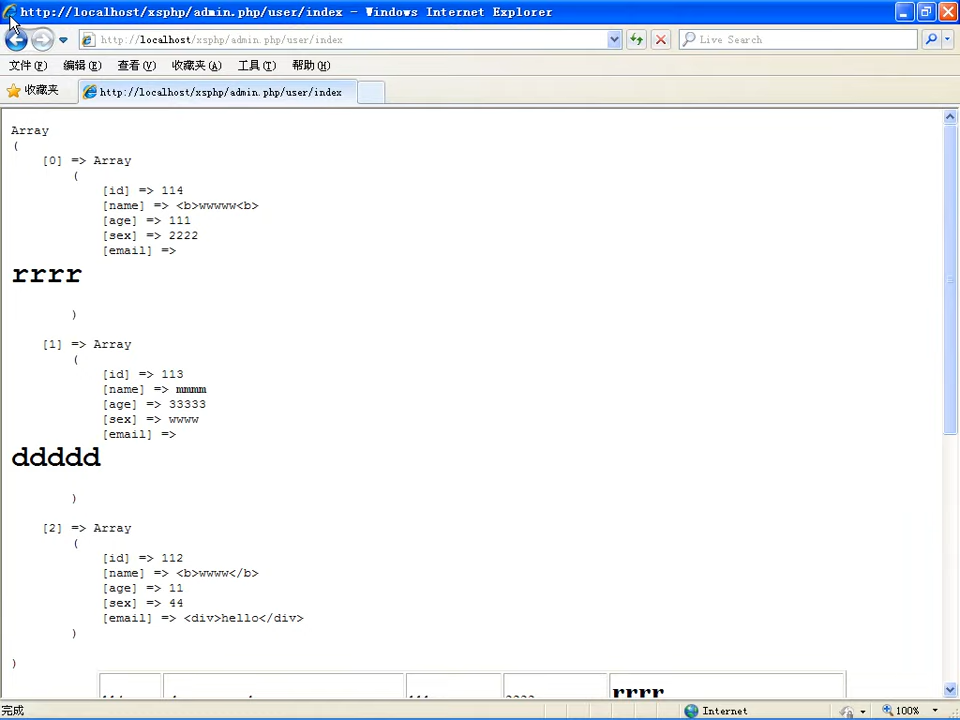 http://localhost/xsphp/admin.php/user/index - Windows Internet Explorer
http://localhost/xsphp/admin.php/user/index
Live Search
文件(F) 编辑(E) 查看(V) 收藏夹(A) 工具(T) 帮助(H)
收藏夹 http://localhost/xsphp/admin.php/user/index
Array
(
[0] => Array
(
[id] => 114
[name] => <b>wwwww<b>
[age] => 111
[sex] => 2222
[email] =>
rrrr
)
[1] => Array
(
[id] => 113
[name] => mmmm
[age] => 33333
[sex] => wwww
[email] =>
ddddd
)
[2] => Array
(
[id] => 112
[name] => <b>wwww</b>
[age] => 11
[sex] => 44
[email] => <div>hello</div>
)
)
rrrr
完成 Internet 100%